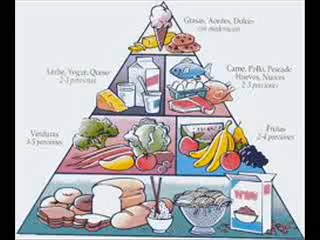 Grasas, Aceites, Dulces
con moderación
Leche, Yogurt, Queso
2-3 porciones
Carne, Pollo, Pescado
Huevos, Nueces
2-3 porciones
Verduras
3-5 porciones
Frutas
2-4 porciones